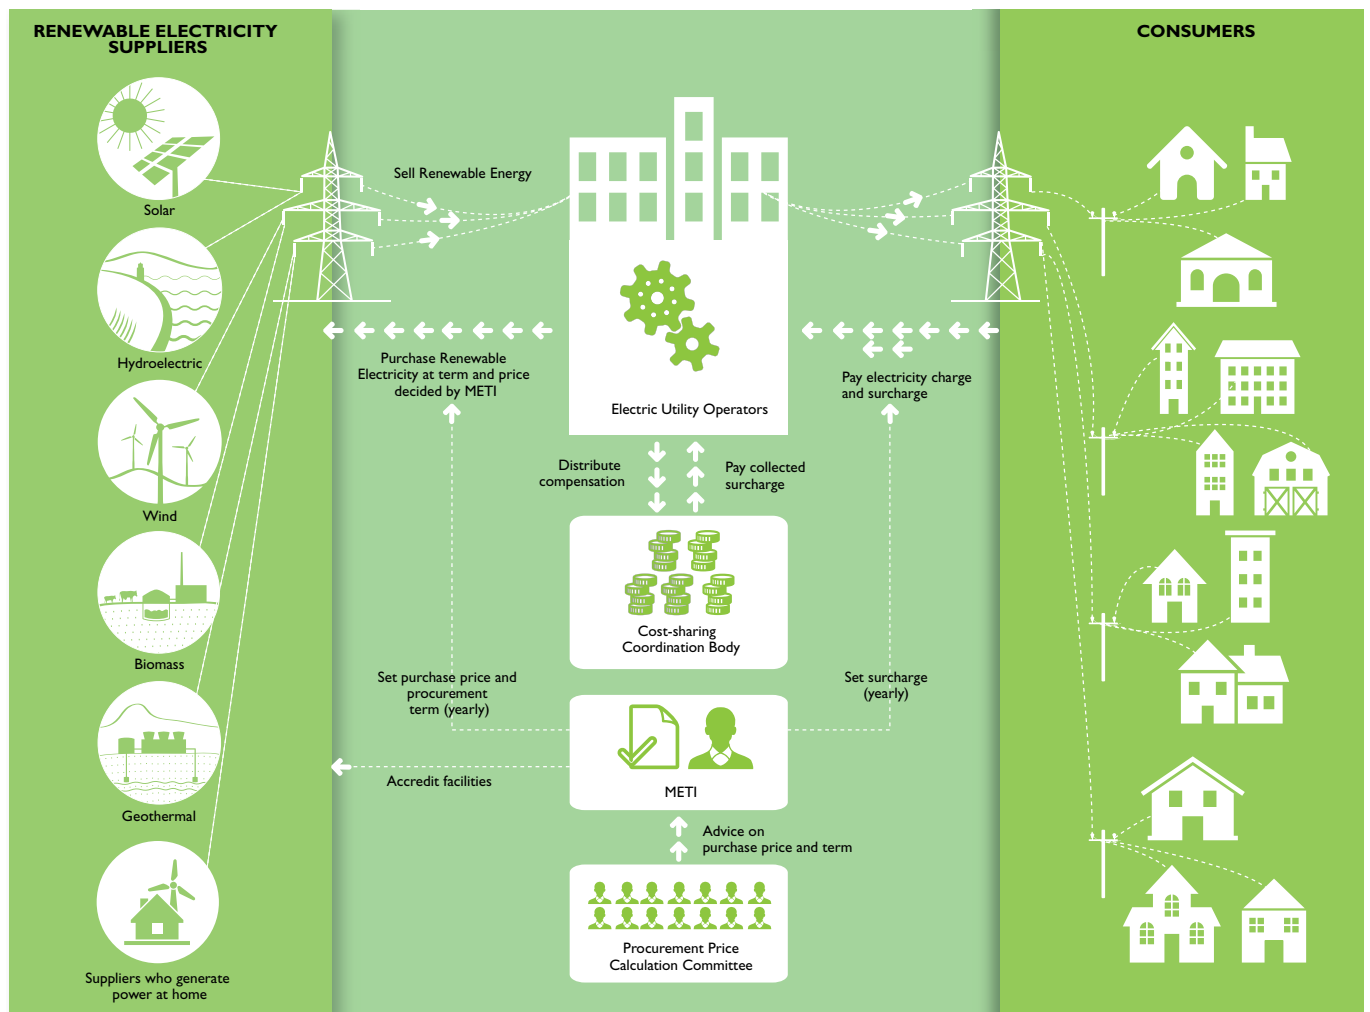 RENEWABLE ELECTRICITY
SUPPLIERS
Solar
Hydroelectric
Wind
Biomass
Geothermal
Suppliers who generate
power at home
Sell Renewable Energy
Purchase Renewable
Electricity at term and price
decided by METI
Set purchase price and
procurement
term (yearly)
Accredit facilities
Electric Utility Operators
Distribute
compensation
Pay collected
surcharge
Cost-sharing
Coordination Body
METI
Advice on
purchase price and term
Procurement Price
Calculation Committee
Pay electricity charge
and surcharge
Set surcharge
(yearly)
CONSUMERS